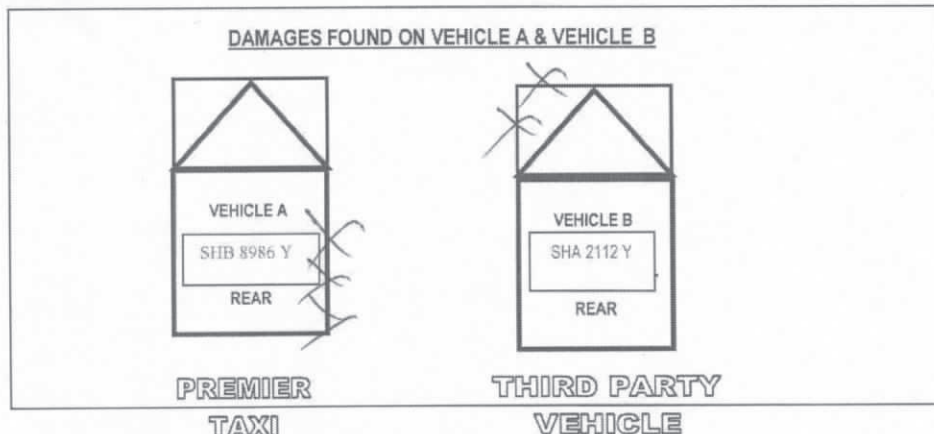 DAMAGES FOUND ON VEHICLE A & VEHICLE B
VEHICLE A
SHB 8986 Y
REAR
PREMIER
TAXI
VEHICLE B
SHA 2112 Y
REAR
THIRD PARTY
VEHICLE